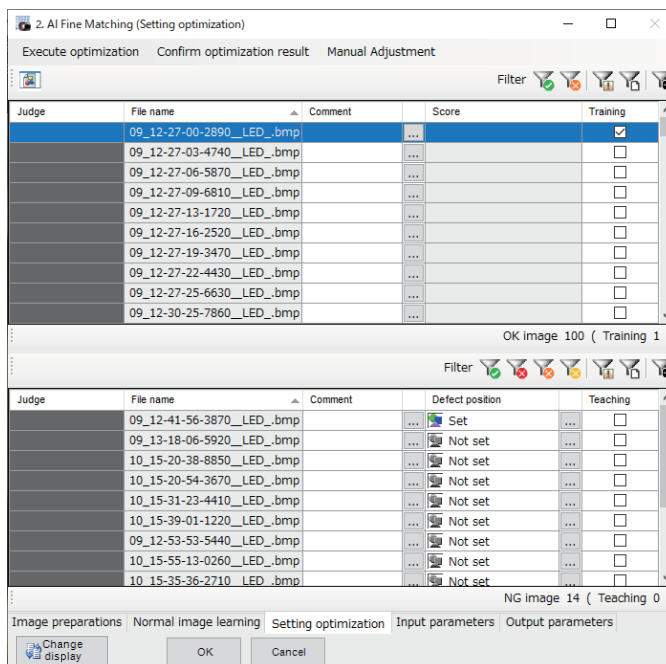 2. AI Fine Matching (Setting optimization)
Execute optimization Confirm optimization result Manual Adjustment
Filter
Judge File name Comment Score Training
09_12-27-00-2890__LED_.bmp ...
09_12-27-03-4740__LED_.bmp ...
09_12-27-06-5870__LED_.bmp ...
09_12-27-09-6810__LED_.bmp ...
09_12-27-13-1720__LED_.bmp ...
09_12-27-16-2520__LED_.bmp ...
09_12-27-19-3470__LED_.bmp ...
09_12-27-22-4430__LED_.bmp ...
09_12-27-25-6630__LED_.bmp ...
09_12-30-25-7860__LED_.bmp ...
OK image 100 ( Training 1
Filter
Judge File name Comment Defect position Teaching
09_12-41-56-3870__LED_.bmp ... Set ...
09_13-18-06-5920__LED_.bmp ... Not set ...
10_15-20-38-8850__LED_.bmp ... Not set ...
10_15-20-54-3670__LED_.bmp ... Not set ...
10_15-31-23-4410__LED_.bmp ... Not set ...
10_15-39-01-1220__LED_.bmp ... Not set ...
09_12-53-53-5440__LED_.bmp ... Not set ...
10_15-55-13-0260__LED_.bmp ... Not set ...
10_15-35-36-2710__LED_.bmp ... Not set ...
NG image 14 ( Teaching 0
Image preparations Normal image learning Setting optimization Input parameters Output parameters
Change
display OK Cancel